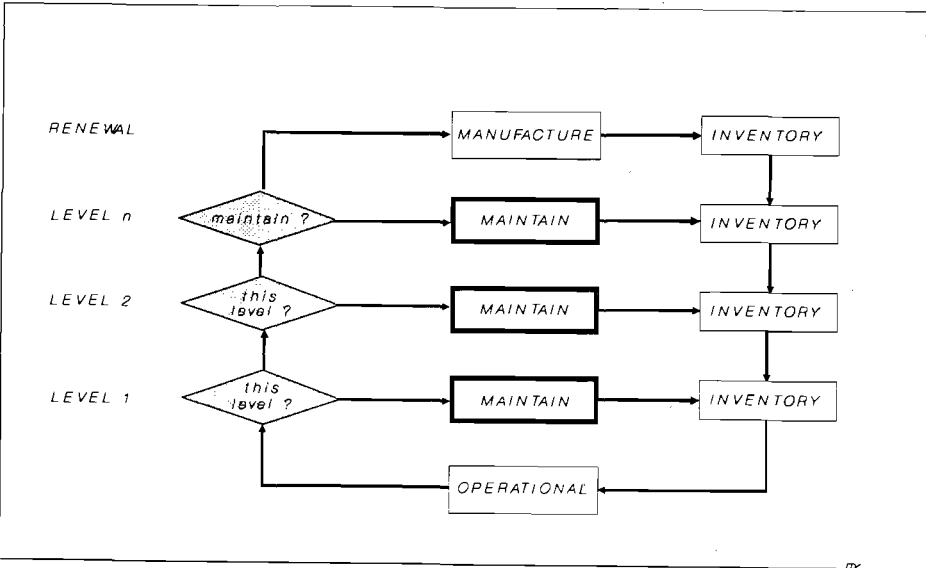 RENEWAL
MANUFACTURE
INVENTORY
LEVEL n
maintain ?
MAINTAIN
INVENTORY
LEVEL 2
this
level ?
MAINTAIN
INVENTORY
LEVEL 1
this
level ?
MAINTAIN
INVENTORY
OPERATIONAL